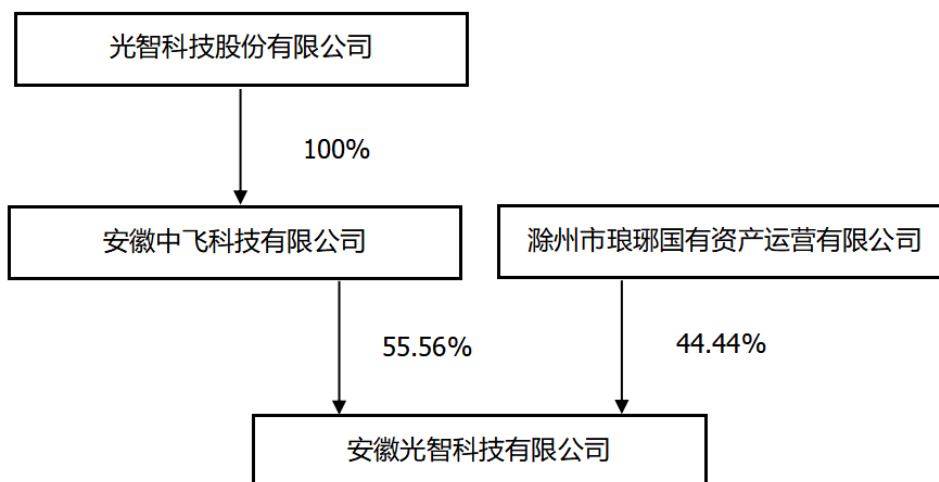 光智科技股份有限公司
100%
安徽中飞科技有限公司
滁州市琅琊国有资产运营有限公司
55.56%
44.44%
安徽光智科技有限公司